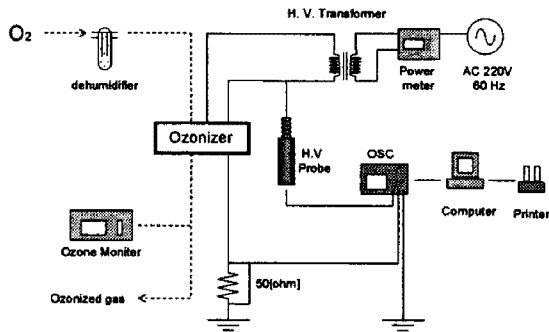 H. V. Transformer
O₂
dehumidifier
Power
meter
AC 220V
60 Hz
Ozonizer
H.V
Probe
OSC
Computer
Printer
Ozone Moniter
50[ohm]
Ozonized gas